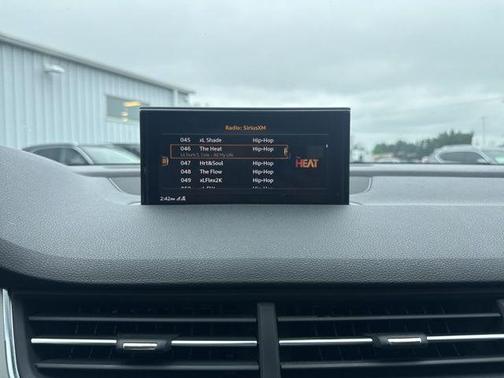 Radio: SiriusXM
045 xL Shade Hip-Hop
046 The Heat Hip-Hop
047 Hrt&Soul Hip-Hop
048 The Flow Hip-Hop
049 xLFlex2K Hip-Hop
HEAT
2:42